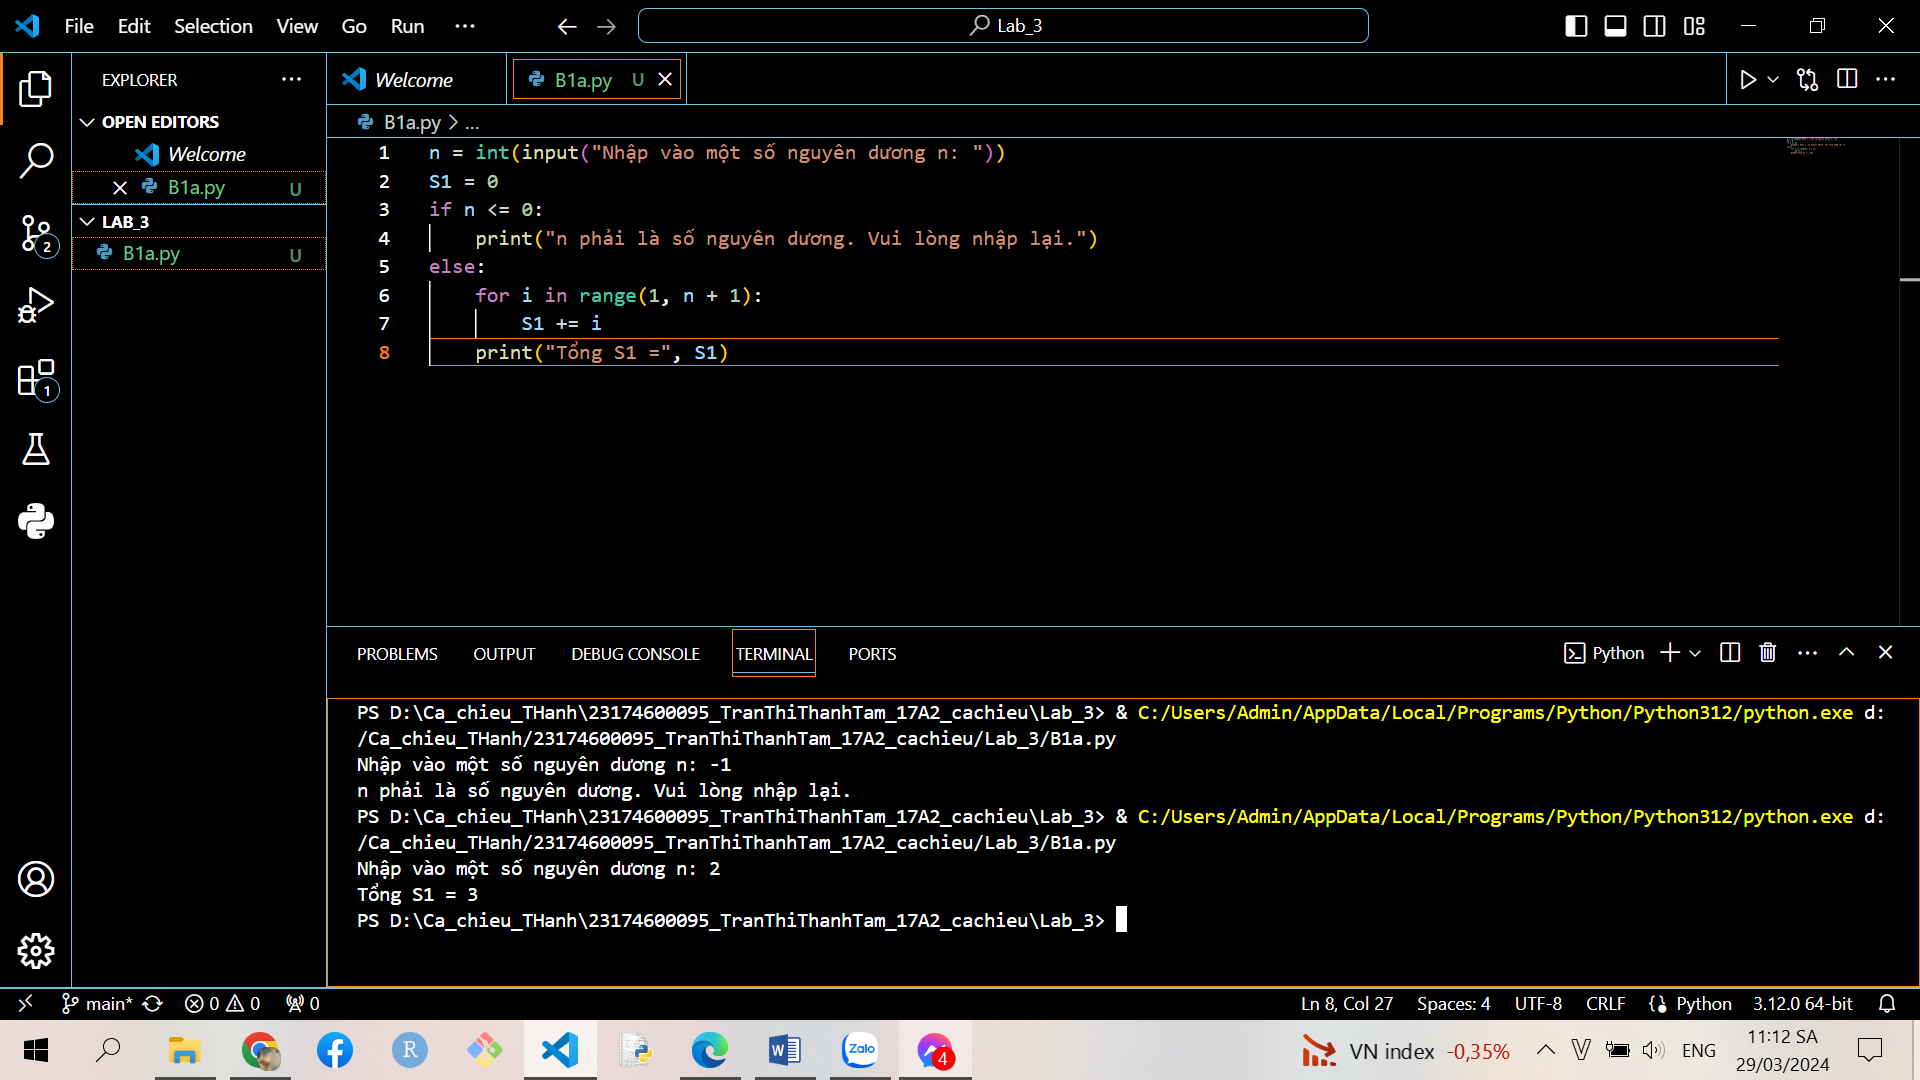 File Edit Selection View Go Run ···
Lab_3
EXPLORER ···
OPEN EDITORS
Welcome
B1a.py U
LAB_3
B1a.py U
2
1
Welcome
B1a.py U
B1a.py > ...
1 n = int(input("Nhập vào một số nguyên dương n: "))
2 S1 = 0
3 if n <= 0:
4 print("n phải là số nguyên dương. Vui lòng nhập lại.")
5 else:
6 for i in range(1, n + 1):
7 S1 += i
8 print("Tổng S1 =", S1)
PROBLEMS OUTPUT DEBUG CONSOLE TERMINAL PORTS
Python
PS D:\Ca_chieu_THanh\23174600095_TranThiThanhTam_17A2_cachieu\Lab_3> & C:/Users/Admin/AppData/Local/Programs/Python/Python312/python.exe d:
/Ca_chieu_THanh/23174600095_TranThiThanhTam_17A2_cachieu/Lab_3/B1a.py
Nhập vào một số nguyên dương n: -1
n phải là số nguyên dương. Vui lòng nhập lại.
PS D:\Ca_chieu_THanh\23174600095_TranThiThanhTam_17A2_cachieu\Lab_3> & C:/Users/Admin/AppData/Local/Programs/Python/Python312/python.exe d:
/Ca_chieu_THanh/23174600095_TranThiThanhTam_17A2_cachieu/Lab_3/B1a.py
Nhập vào một số nguyên dương n: 2
Tổng S1 = 3
PS D:\Ca_chieu_THanh\23174600095_TranThiThanhTam_17A2_cachieu\Lab_3>
main* 0 0 0
Ln 8, Col 27 Spaces: 4 UTF-8 CRLF Python 3.12.0 64-bit
R
Zalo
4
VN index -0,35%
V
ENG
11:12 SA
29/03/2024